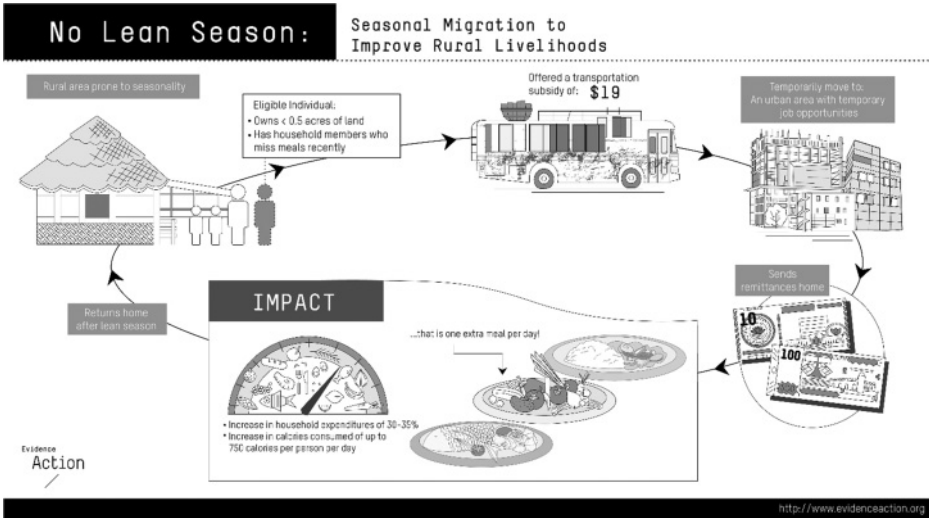 No Lean Season:
Seasonal Migration to
Improve Rural Livelihoods
Rural area prone to seasonality
Eligible Individual:
• Owns < 0.5 acres of land
• Has household members who
miss meals recently
Offered a transportation
subsidy of: $19
Temporarily move to:
An urban area with temporary
job opportunities
Sends
remittances home
10
100
Returns home
after lean season
IMPACT
...that is one extra meal per day!
• Increase in household expenditures of 30-35%
• Increase in calories consumed of up to
750 calories per person per day
Evidence
Action
http://www.evidenceaction.org